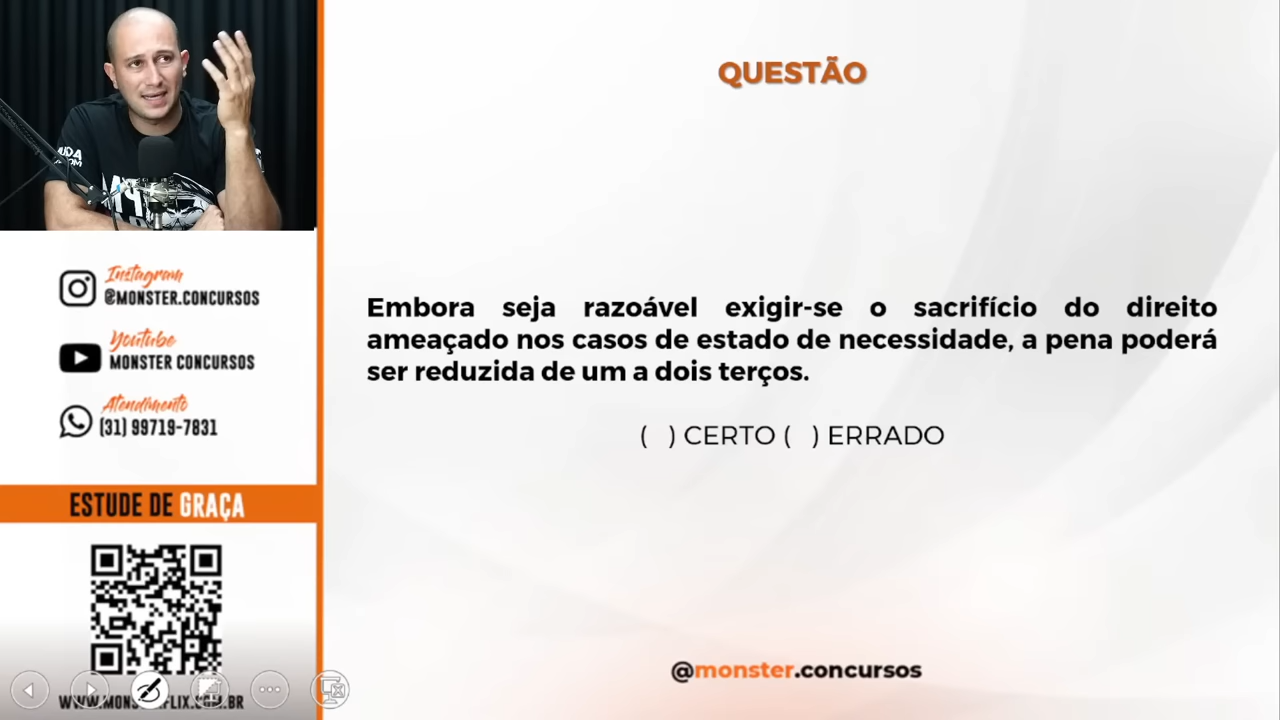 QUESTÃO
Embora seja razoável exigir-se o sacrifício do direito
ameaçado nos casos de estado de necessidade, a pena poderá
ser reduzida de um a dois terços.
( ) CERTO ( ) ERRADO
@monster.concursos
Instagram
@MONSTER.CONCURSOS
Youtube
MONSTER CONCURSOS
Atendimento
(31) 99719-7831
ESTUDE DE GRAÇA